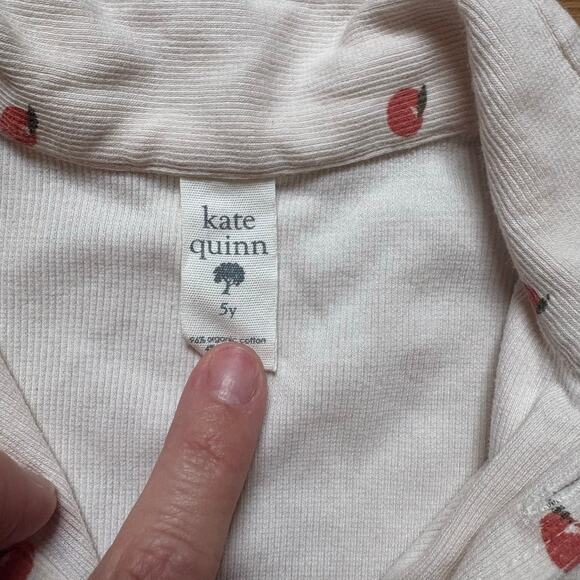 kate
quinn
5y
96% organic cotton